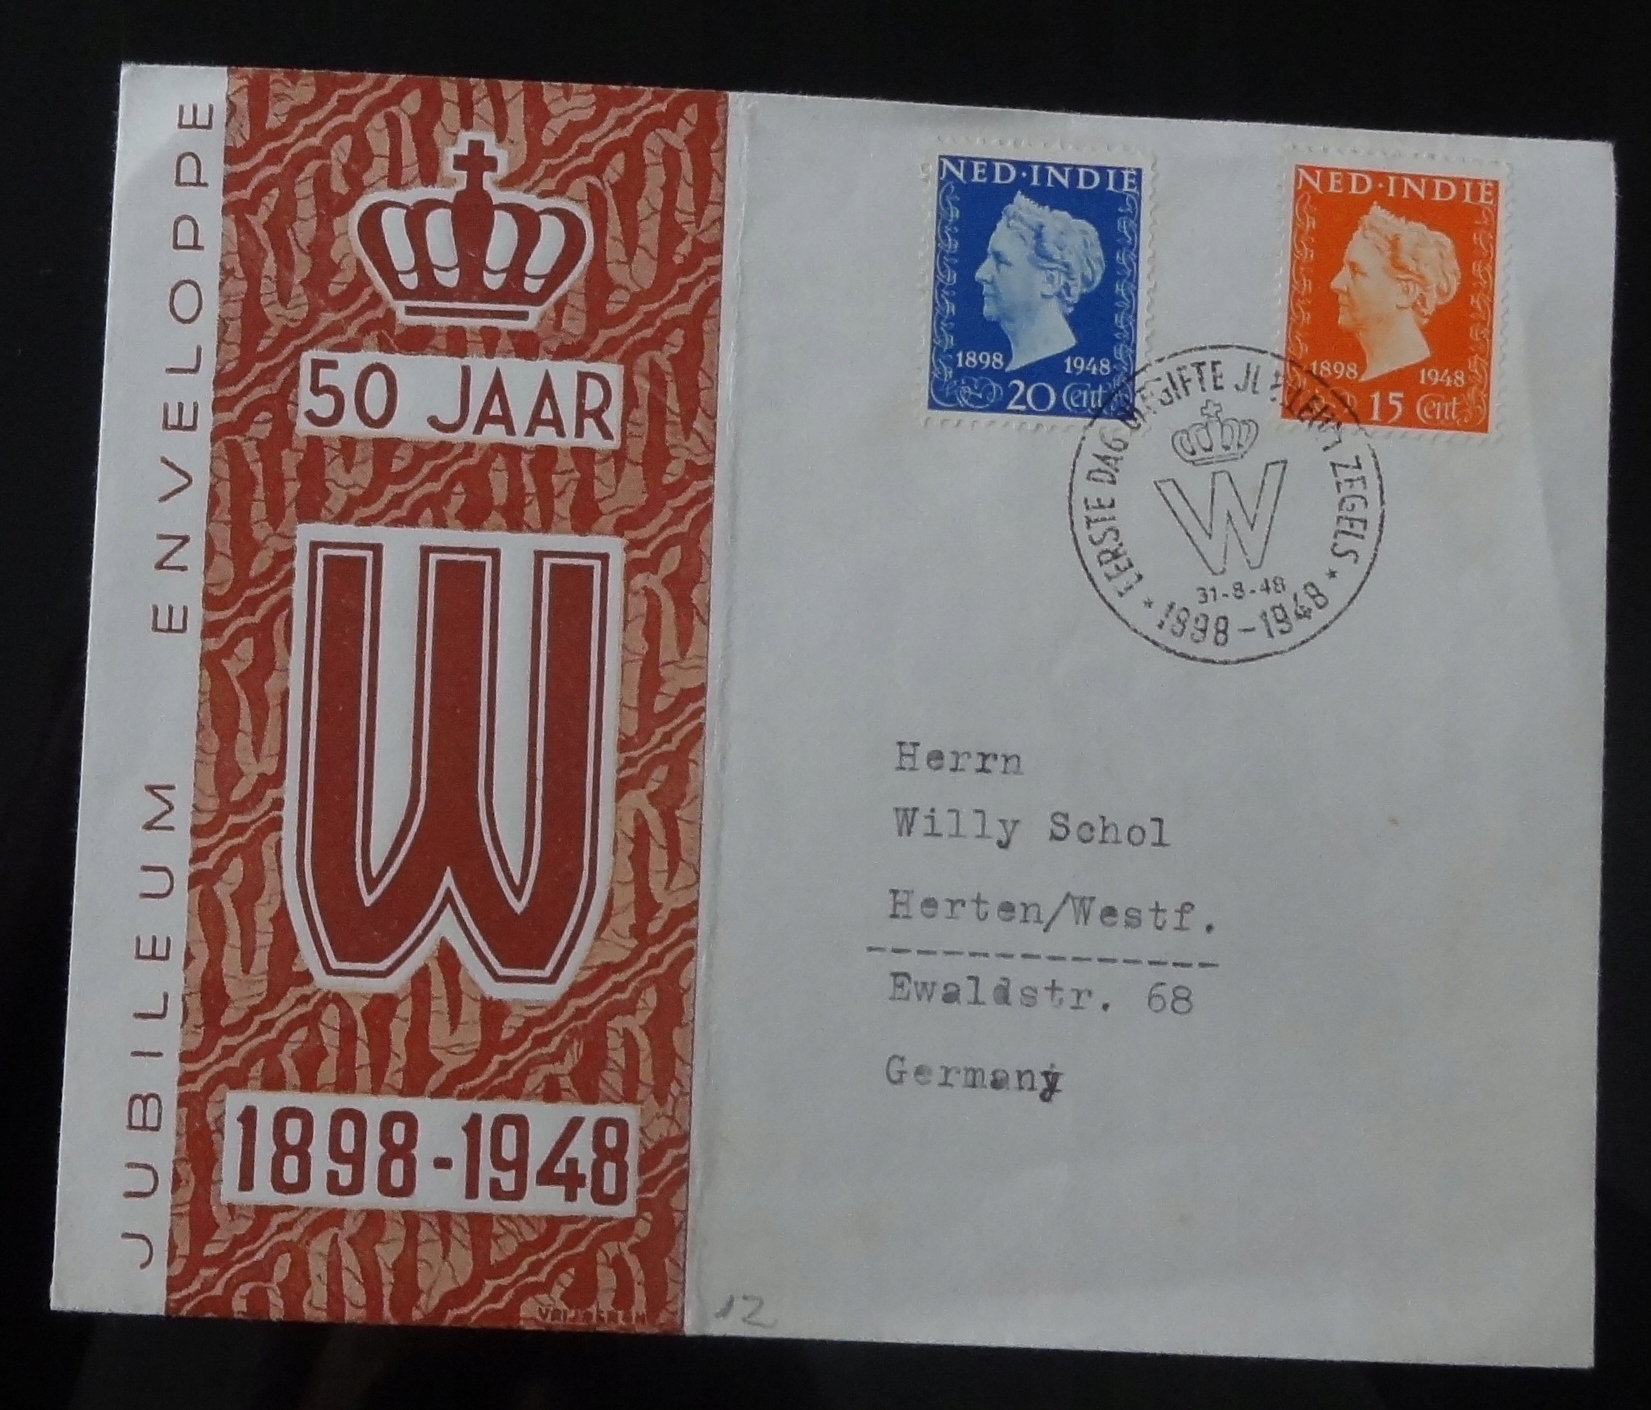 JUBILEUM ENVELOPPE
50 JAAR
W
1898-1948
NED·INDIE
1898 1948
20 Cent
NED·INDIE
1898 1948
15 Cent
EERSTE DAG UITGIFTE ZEGELS
W
31-8-48
* 1898-1948 *
Herrn
Willy Schol
Herten/Westf.
--------------
Ewaldstr. 68
Germany
12